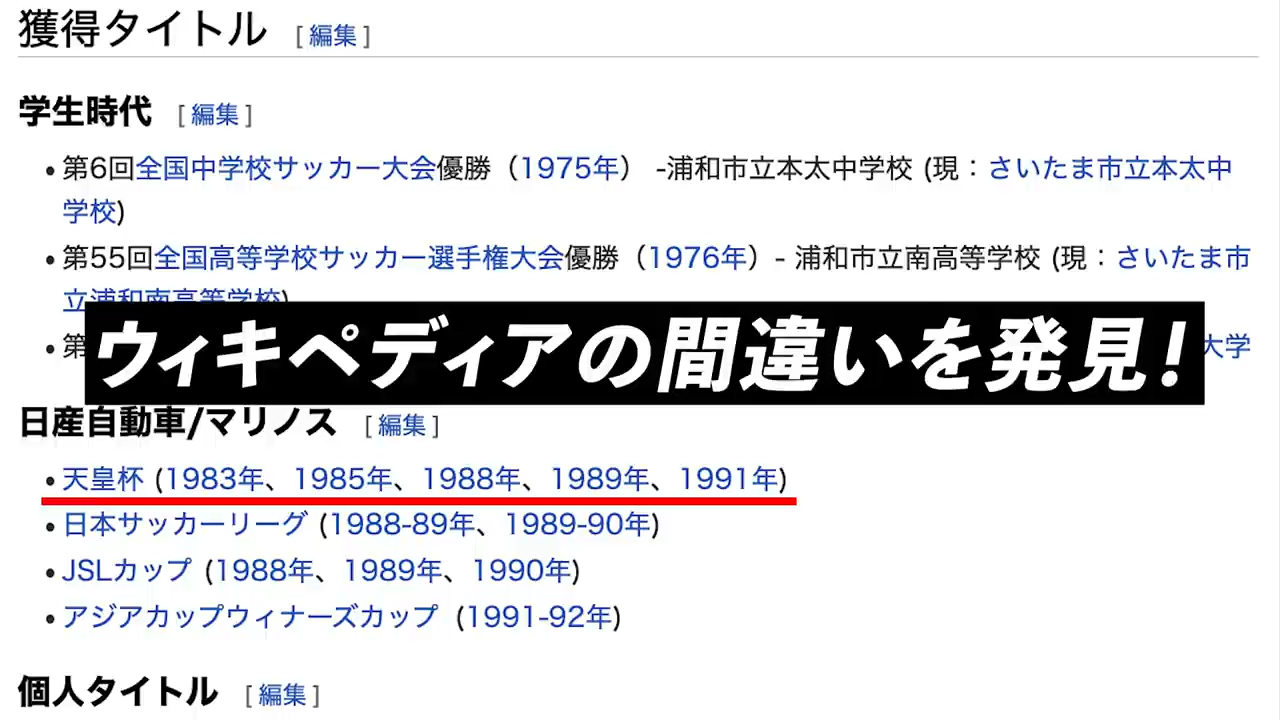 獲得タイトル [編集]
学生時代 [編集]
• 第6回全国中学校サッカー大会優勝（1975年） -浦和市立本太中学校 (現：さいたま市立本太中
学校)
• 第55回全国高等学校サッカー選手権大会優勝（1976年）- 浦和市立南高等学校 (現：さいたま市
立浦和南高等学校)
• 第
大学
ウィキペディアの間違いを発見！
日産自動車/マリノス [編集]
• 天皇杯 (1983年、1985年、1988年、1989年、1991年)
• 日本サッカーリーグ (1988-89年、1989-90年)
• JSLカップ (1988年、1989年、1990年)
• アジアカップウィナーズカップ (1991-92年)
個人タイトル [編集]